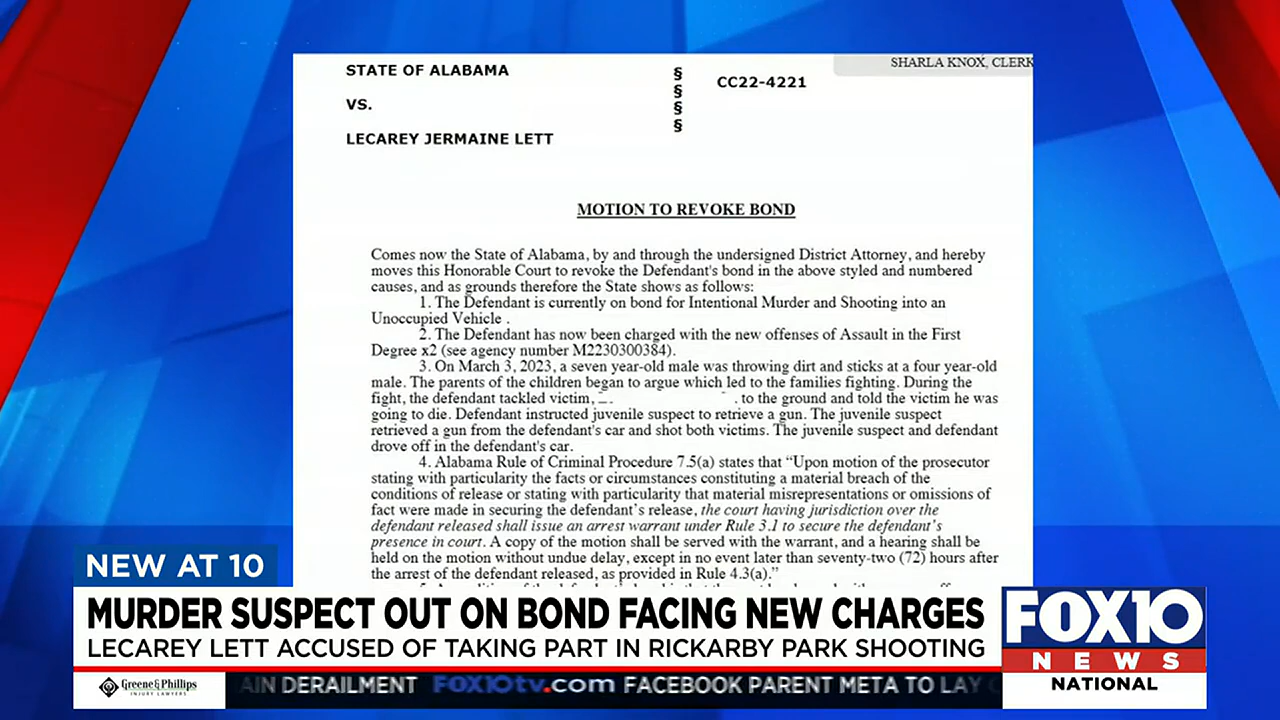 SHARLA KNOX, CLERK
STATE OF ALABAMA § CC22-4221
§
VS. §
§
LECAREY JERMAINE LETT
MOTION TO REVOKE BOND
Comes now the State of Alabama, by and through the undersigned District Attorney, and hereby
moves this Honorable Court to revoke the Defendant's bond in the above styled and numbered
causes, and as grounds therefore the State shows as follows:
1. The Defendant is currently on bond for Intentional Murder and Shooting into an
Unoccupied Vehicle .
2. The Defendant has now been charged with the new offenses of Assault in the First
Degree x2 (see agency number M2230300384).
3. On March 3, 2023, a seven year-old male was throwing dirt and sticks at a four year-old
male. The parents of the children began to argue which led to the families fighting. During the
fight, the defendant tackled victim, to the ground and told the victim he was
going to die. Defendant instructed juvenile suspect to retrieve a gun. The juvenile suspect
retrieved a gun from the defendant's car and shot both victims. The juvenile suspect and defendant
drove off in the defendant's car.
4. Alabama Rule of Criminal Procedure 7.5(a) states that “Upon motion of the prosecutor
stating with particularity the facts or circumstances constituting a material breach of the
conditions of release or stating with particularity that material misrepresentations or omissions of
fact were made in securing the defendant's release, the court having jurisdiction over the
defendant released shall issue an arrest warrant under Rule 3.1 to secure the defendant's
presence in court. A copy of the motion shall be served with the warrant, and a hearing shall be
held on the motion without undue delay, except in no event later than seventy-two (72) hours after
the arrest of the defendant released, as provided in Rule 4.3(a).”
NEW AT 10
MURDER SUSPECT OUT ON BOND FACING NEW CHARGES
LECAREY LETT ACCUSED OF TAKING PART IN RICKARBY PARK SHOOTING
FOX10
NEWS
NATIONAL
Greene&Phillips
INJURY LAWYERS
AIN DERAILMENT FOX10tv.com FACEBOOK PARENT META TO LAY